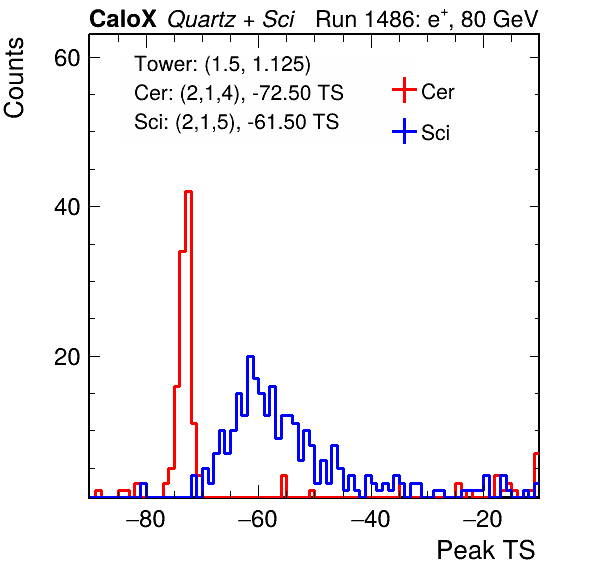 CaloX Quartz + Sci Run 1486: e⁺, 80 GeV
Counts
Tower: (1.5, 1.125)
Cer: (2,1,4), -72.50 TS
Sci: (2,1,5), -61.50 TS
Cer
Sci
60
40
20
−80 −60 −40 −20
Peak TS